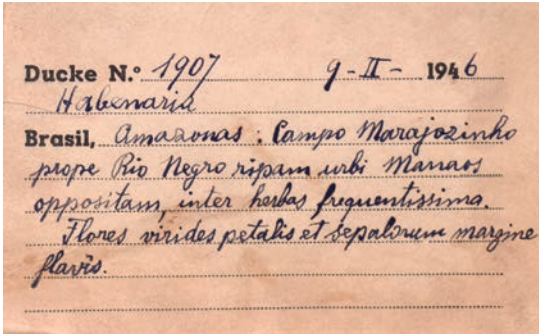 Ducke N.º 1907 9-II- 1946
Habenaria
Brasil, Amazonas: Campo Marajozinho
prope Rio Negro ripam urbi Manaos
oppositam, inter herbas frequentissima.
Flores virides petalis et sepalorum margine
flavis.